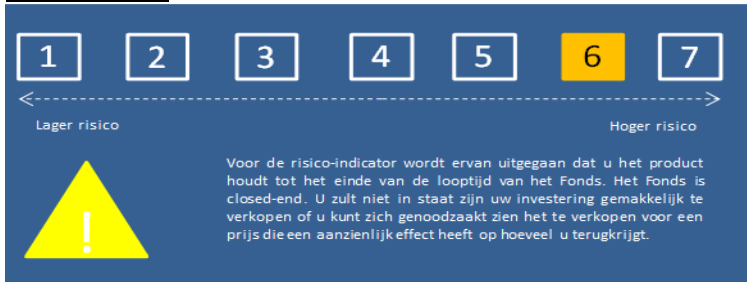 1 2 3 4 5 6 7
Lager risico Hoger risico
Voor de risico-indicator wordt ervan uitgegaan dat u het product
houdt tot het einde van de looptijd van het Fonds. Het Fonds is
closed-end. U zult niet in staat zijn uw investering gemakkelijk te
verkopen of u kunt zich genoodzaakt zien het te verkopen voor een
prijs die een aanzienlijk effect heeft op hoeveel u terugkrijgt.
!